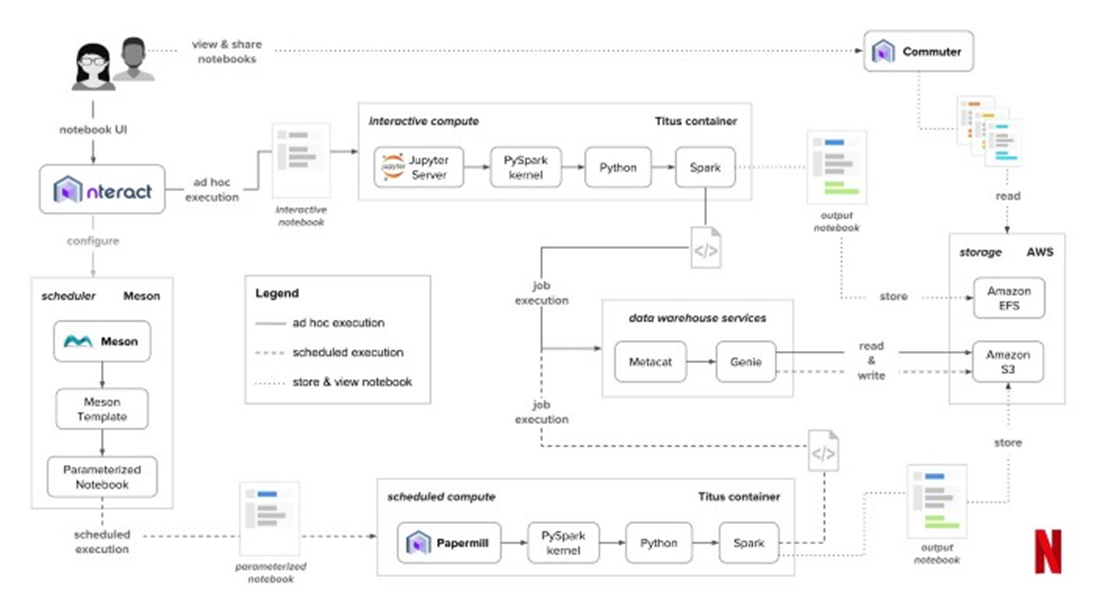 view & share
notebooks
Commuter
notebook UI
nteract
ad hoc
execution
interactive
notebook
interactive compute
Titus container
jupyter
Jupyter
Server
PySpark
kernel
Python
Spark
output
notebook
read
configure
</>
storage
AWS
Amazon
EFS
store
Amazon
S3
scheduler
Meson
Meson
Meson
Template
Parameterized
Notebook
Legend
ad hoc execution
scheduled execution
store & view notebook
job
execution
data warehouse services
Metacat
Genie
read
&
write
job
execution
</>
store
scheduled
execution
parameterized
notebook
scheduled compute
Titus container
Papermill
PySpark
kernel
Python
Spark
output
notebook
N